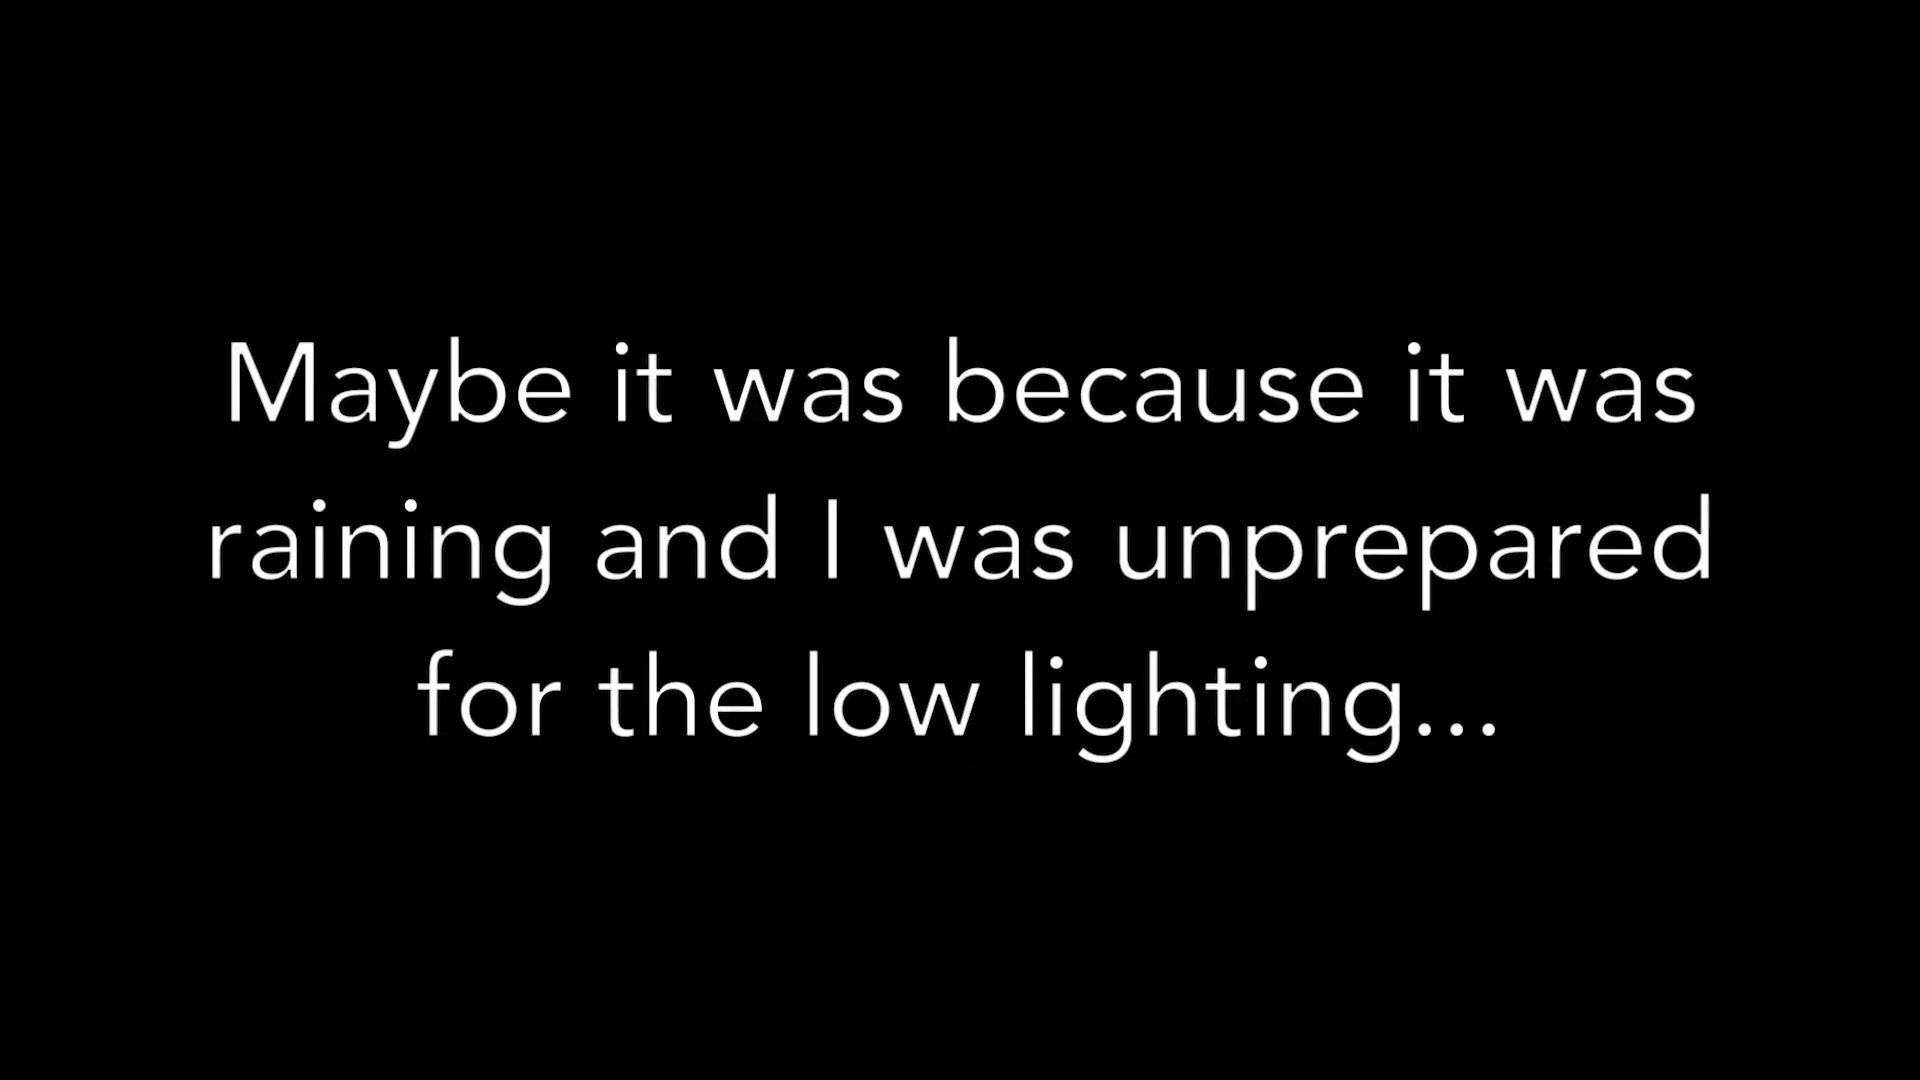 Maybe it was because it was
raining and I was unprepared
for the low lighting...